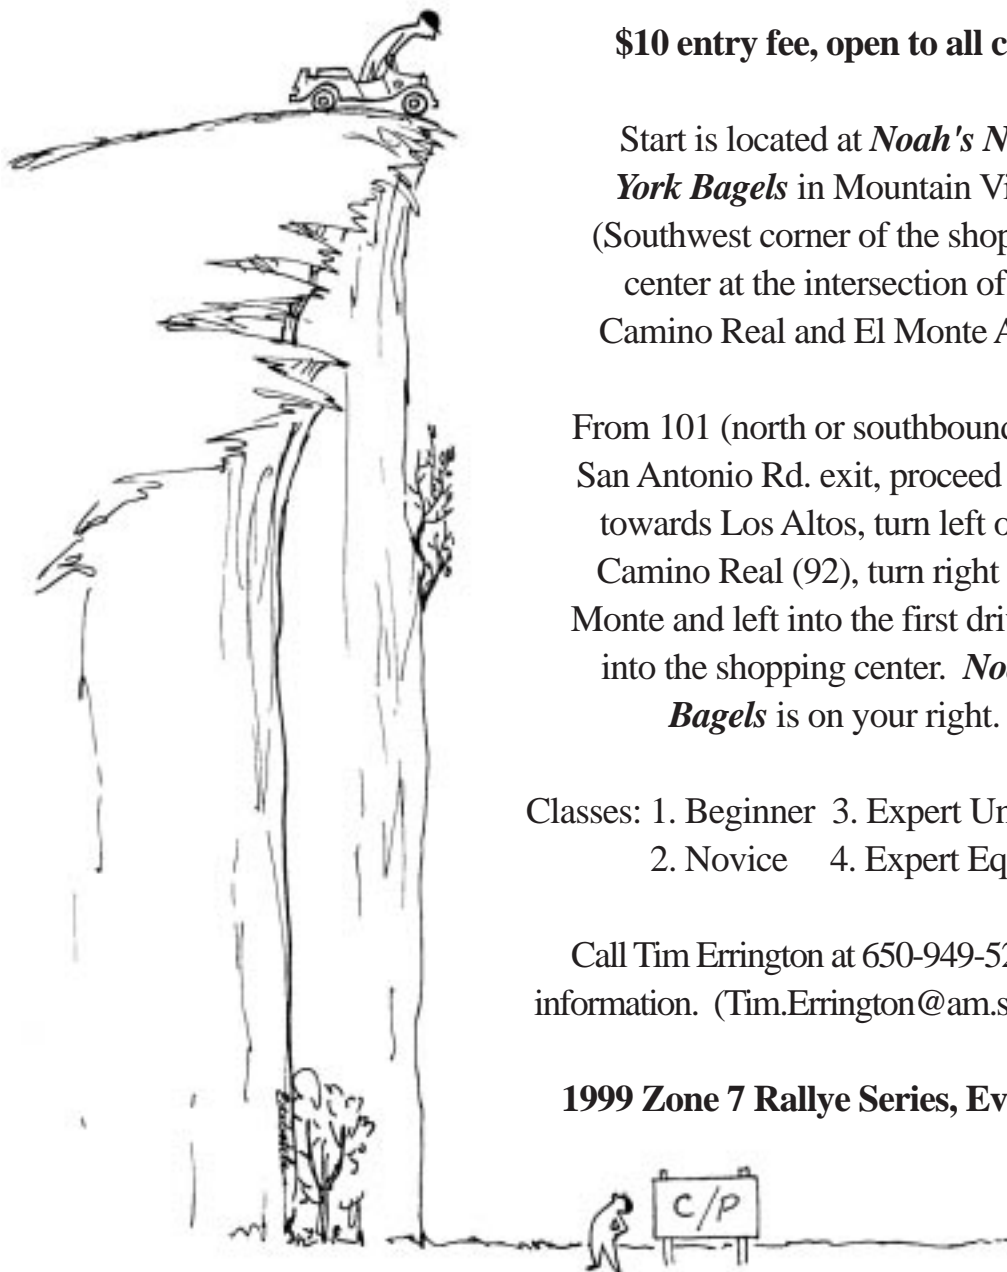 $10 entry fee, open to all c
Start is located at Noah's N
York Bagels in Mountain Vi
(Southwest corner of the shop
center at the intersection of
Camino Real and El Monte A
From 101 (north or southbound
San Antonio Rd. exit, proceed
towards Los Altos, turn left o
Camino Real (92), turn right
Monte and left into the first dri
into the shopping center. No
Bagels is on your right.
Classes: 1. Beginner 3. Expert Un
2. Novice 4. Expert Eq
Call Tim Errington at 650-949-52
information. (Tim.Errington@am.s
1999 Zone 7 Rallye Series, Ev
C/P